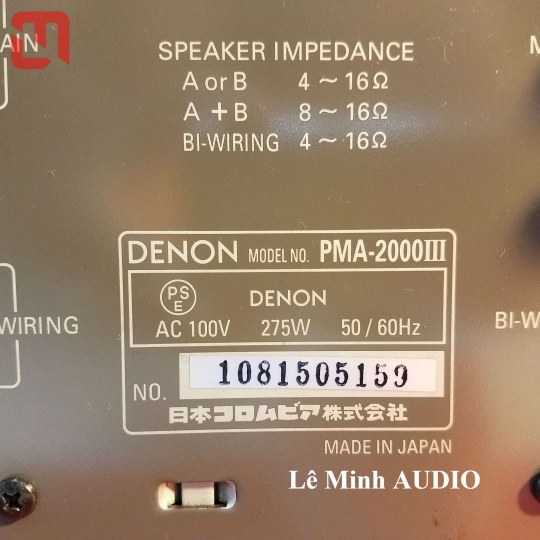 SPEAKER IMPEDANCE
AIN
A or B 4 ~ 16Ω
A + B 8 ~ 16Ω
BI-WIRING 4 ~ 16Ω
DENON MODEL NO. PMA-2000III
PSE
DENON
AC 100V 275W 50 / 60Hz
WIRING
BI-W
NO. 1081505159
日本コロムビア株式会社
MADE IN JAPAN
Lê Minh AUDIO